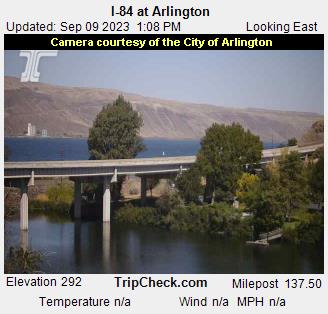 I-84 at Arlington
Updated: Sep 09 2023 1:08 PM Looking East
Camera courtesy of the City of Arlington
Elevation 292 TripCheck.com Milepost 137.50
Temperature n/a Wind n/a MPH n/a